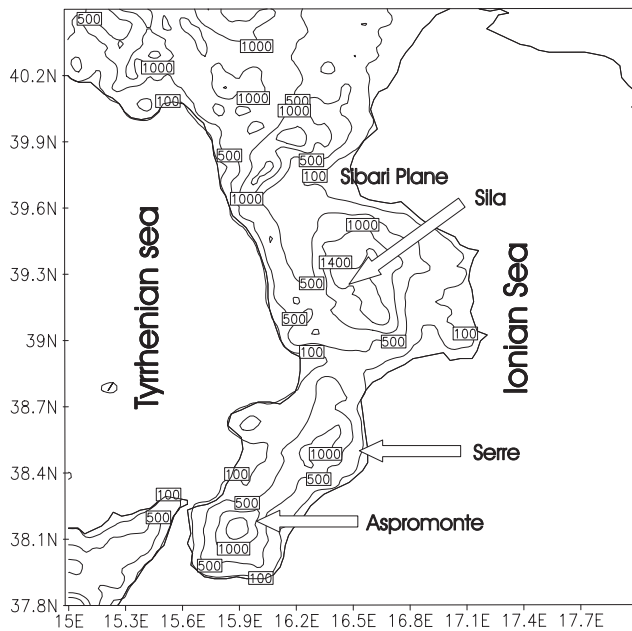 500
1000
40.2N
1000
100
1000
500
1000
39.9N
500
500
100
Sibari Plane
Sila
39.6N
1000
1000
Tyrrhenian sea
Ionian Sea
1400
39.3N
500
500
39N
100
500
100
38.7N
1000
Serre
38.4N
100
500
100
500
500
Aspromonte
38.1N
1000
500
100
37.8N
15E 15.3E 15.6E 15.9E 16.2E 16.5E 16.8E 17.1E 17.4E 17.7E